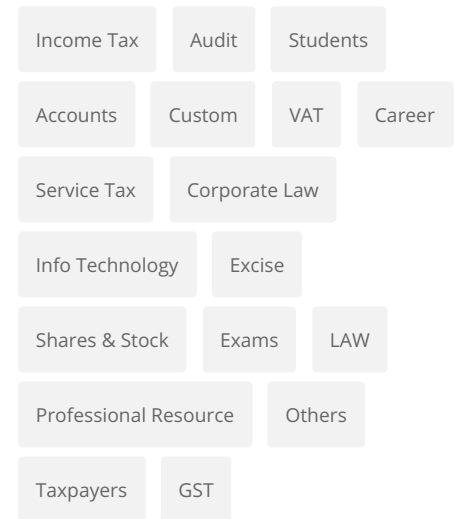 Income Tax Audit Students
Accounts Custom VAT Career
Service Tax Corporate Law
Info Technology Excise
Shares & Stock Exams LAW
Professional Resource Others
Taxpayers GST